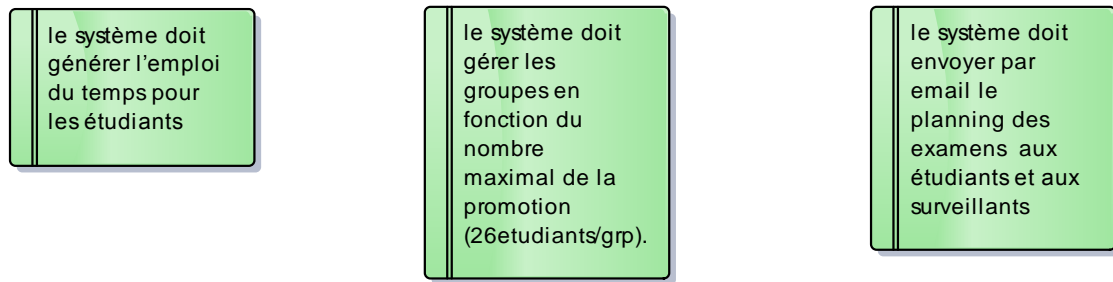 le système doit
générer l'emploi
du temps pour
les étudiants
le système doit
gérer les
groupes en
fonction du
nombre
maximal de la
promotion
(26etudiants/grp).
le système doit
envoyer par
email le
planning des
examens aux
étudiants et aux
surveillants